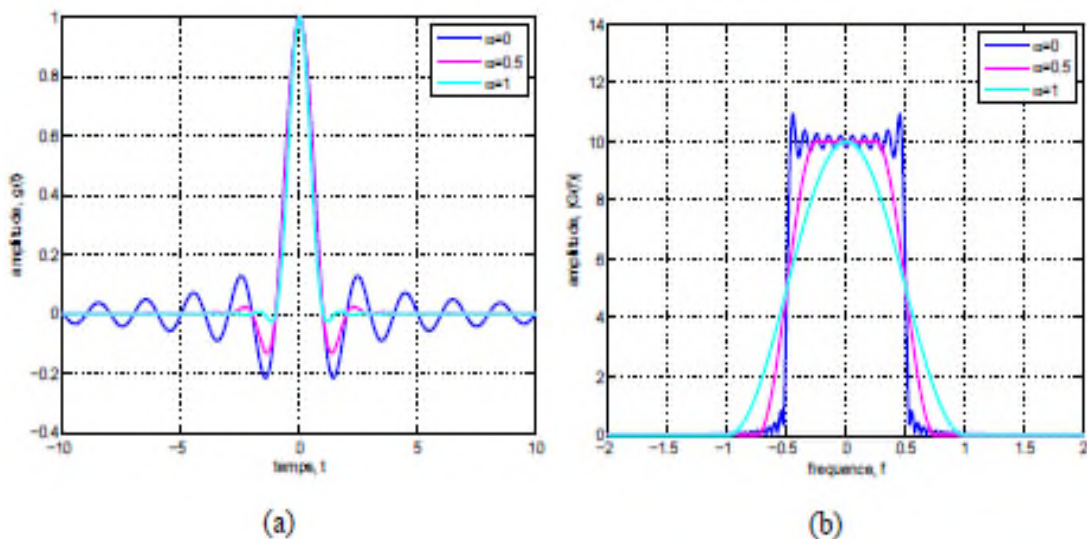 1
0.8
0.6
0.4
0.2
0
−0.2
−0.4
−10 −5 0 5 10
amplitude, g(t)
temps, t
α=0
α=0.5
α=1
(a)
14
12
10
8
6
4
2
0
−2 −1.5 −1 −0.5 0 0.5 1 1.5 2
amplitude, |G(f)|
frequence, f
α=0
α=0.5
α=1
(b)